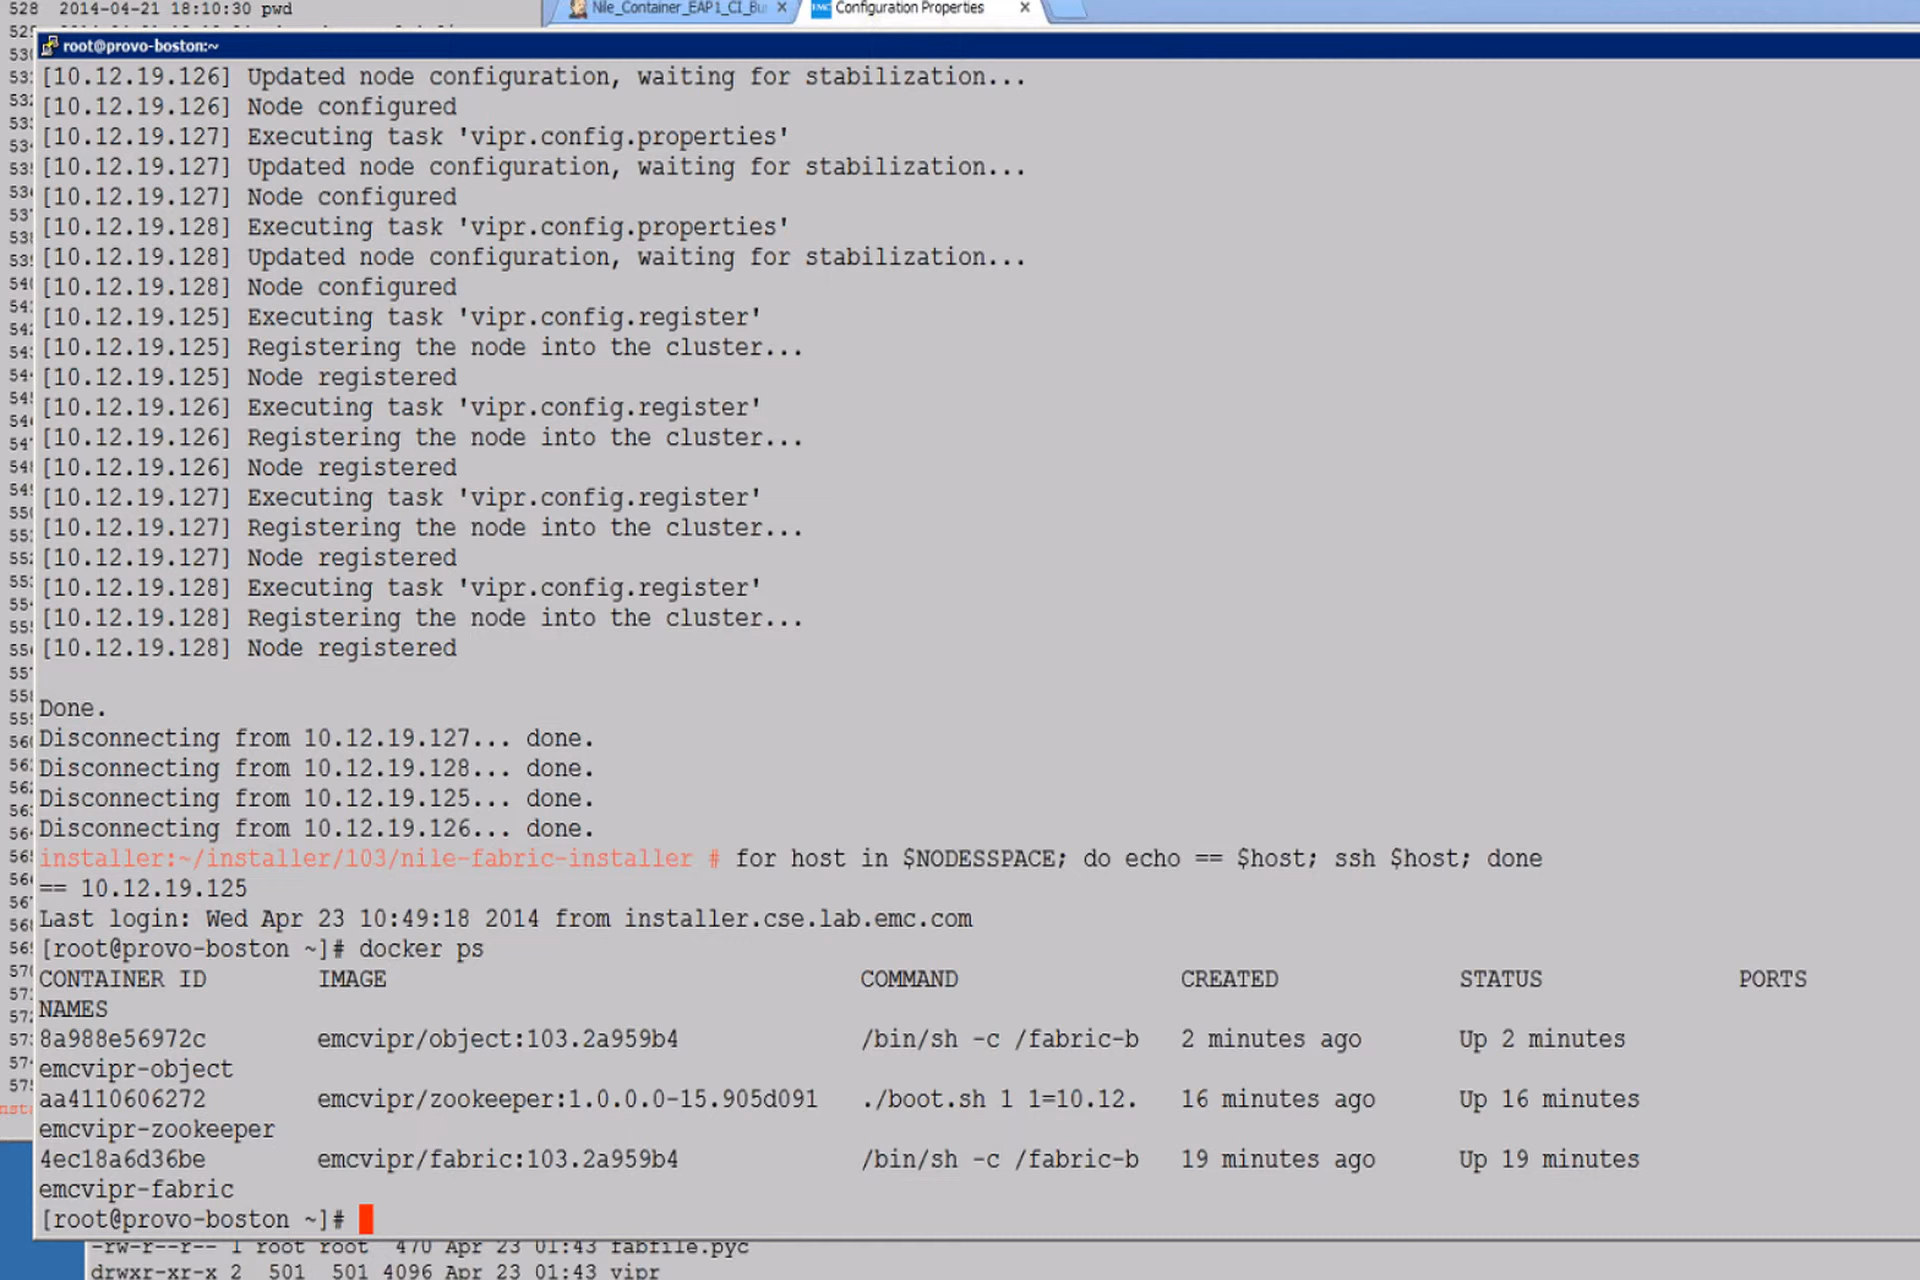 528  2014-04-21 18:10:30 pwd
Nile_Container_EAP1_CI_Bu
Configuration Properties
root@provo-boston:~
[10.12.19.126] Updated node configuration, waiting for stabilization...
[10.12.19.126] Node configured
[10.12.19.127] Executing task 'vipr.config.properties'
[10.12.19.127] Updated node configuration, waiting for stabilization...
[10.12.19.127] Node configured
[10.12.19.128] Executing task 'vipr.config.properties'
[10.12.19.128] Updated node configuration, waiting for stabilization...
[10.12.19.128] Node configured
[10.12.19.125] Executing task 'vipr.config.register'
[10.12.19.125] Registering the node into the cluster...
[10.12.19.125] Node registered
[10.12.19.126] Executing task 'vipr.config.register'
[10.12.19.126] Registering the node into the cluster...
[10.12.19.126] Node registered
[10.12.19.127] Executing task 'vipr.config.register'
[10.12.19.127] Registering the node into the cluster...
[10.12.19.127] Node registered
[10.12.19.128] Executing task 'vipr.config.register'
[10.12.19.128] Registering the node into the cluster...
[10.12.19.128] Node registered
Done.
Disconnecting from 10.12.19.127... done.
Disconnecting from 10.12.19.128... done.
Disconnecting from 10.12.19.125... done.
Disconnecting from 10.12.19.126... done.
installer:~/installer/103/nile-fabric-installer # for host in $NODESSPACE; do echo == $host; ssh $host; done
== 10.12.19.125
Last login: Wed Apr 23 10:49:18 2014 from installer.cse.lab.emc.com
[root@provo-boston ~]# docker ps
CONTAINER ID        IMAGE                               COMMAND                CREATED             STATUS              PORTS
NAMES
8a988e56972c        emcvipr/object:103.2a959b4          /bin/sh -c /fabric-b   2 minutes ago       Up 2 minutes
emcvipr-object
aa4110606272        emcvipr/zookeeper:1.0.0.0-15.905d091   ./boot.sh 1 1=10.12.   16 minutes ago      Up 16 minutes
emcvipr-zookeeper
4ec18a6d36be        emcvipr/fabric:103.2a959b4          /bin/sh -c /fabric-b   19 minutes ago      Up 19 minutes
emcvipr-fabric
[root@provo-boston ~]#
-rw-r--r-- 1 root root  470 Apr 23 01:43 fabfile.pyc
drwxr-xr-x 2  501  501 4096 Apr 23 01:43 vipr